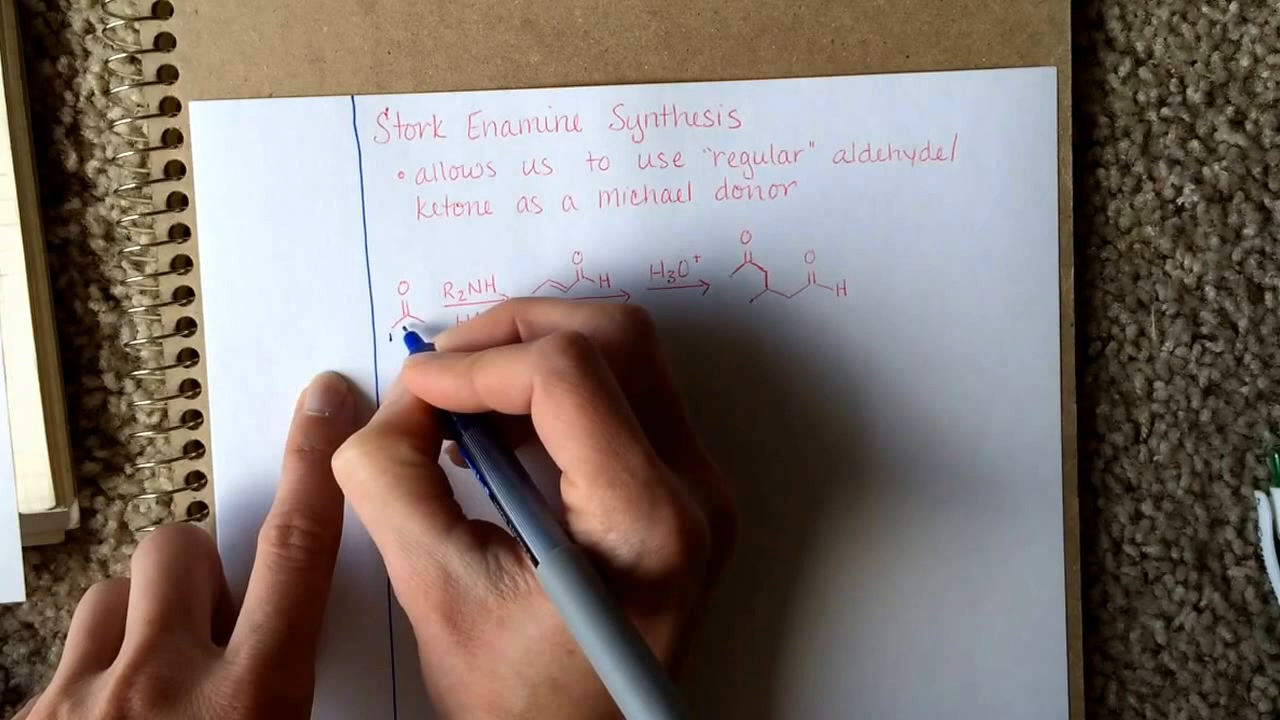 Stork Enamine Synthesis
• allows us to use "regular" aldehyde/
ketone as a michael donor
O R₂NH O H H₃O⁺ O O H